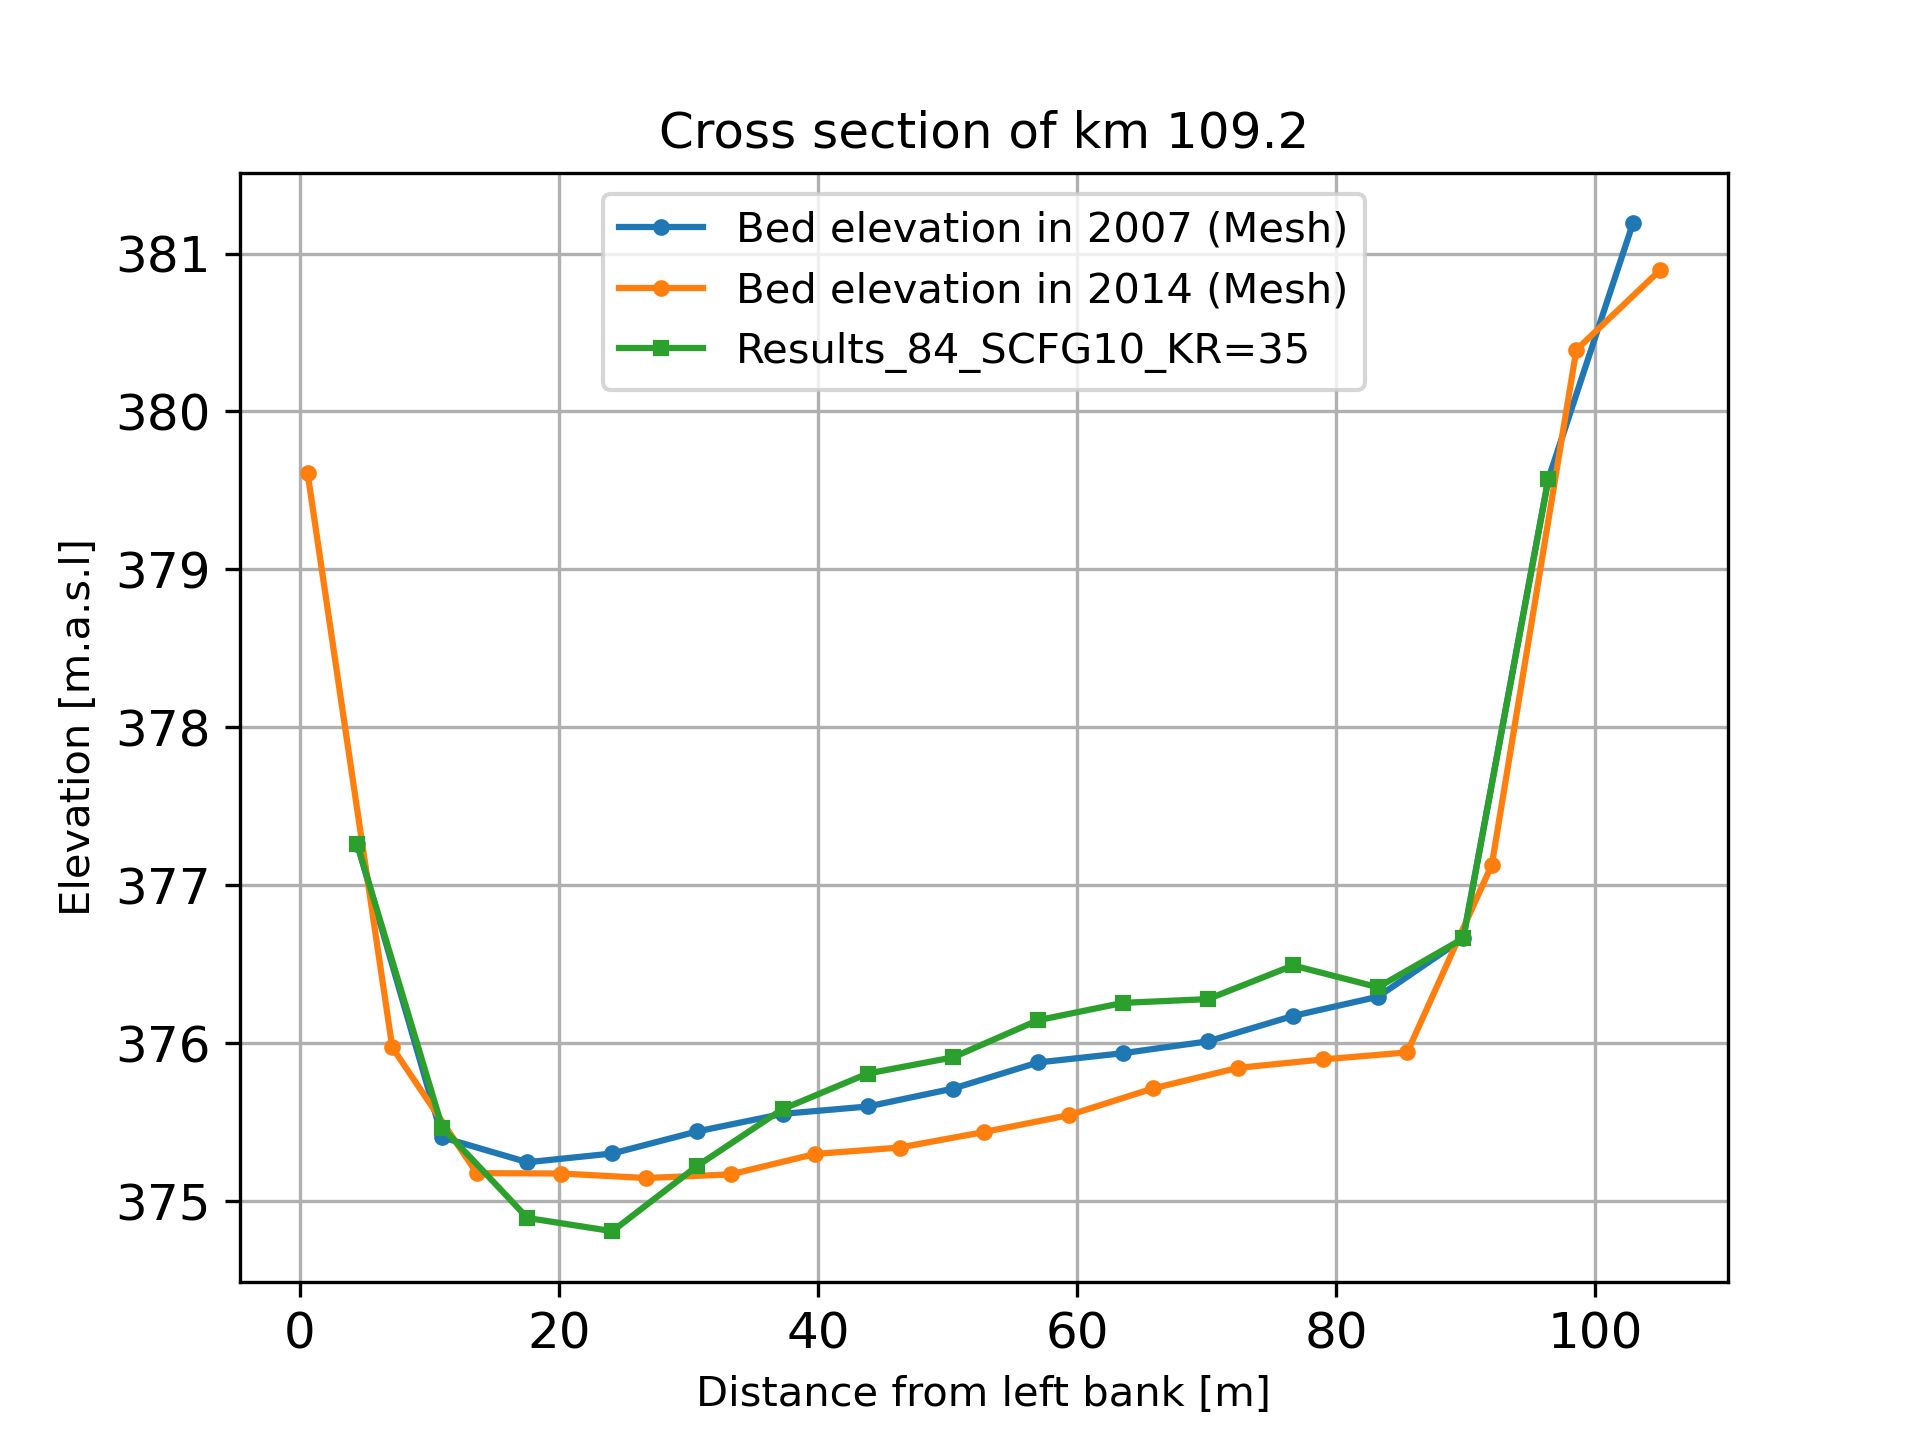 Cross section of km 109.2
Bed elevation in 2007 (Mesh)
Bed elevation in 2014 (Mesh)
Results_84_SCFG10_KR=35
Elevation [m.a.s.l]
381
380
379
378
377
376
375
0 20 40 60 80 100
Distance from left bank [m]